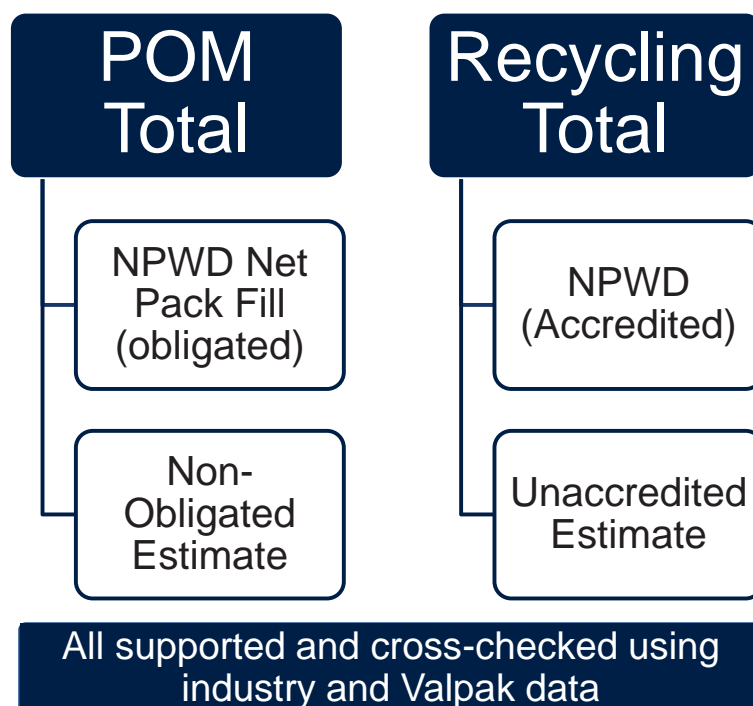 POM
Total
NPWD Net
Pack Fill
(obligated)
Non-
Obligated
Estimate
Recycling
Total
NPWD
(Accredited)
Unaccredited
Estimate
All supported and cross-checked using
industry and Valpak data